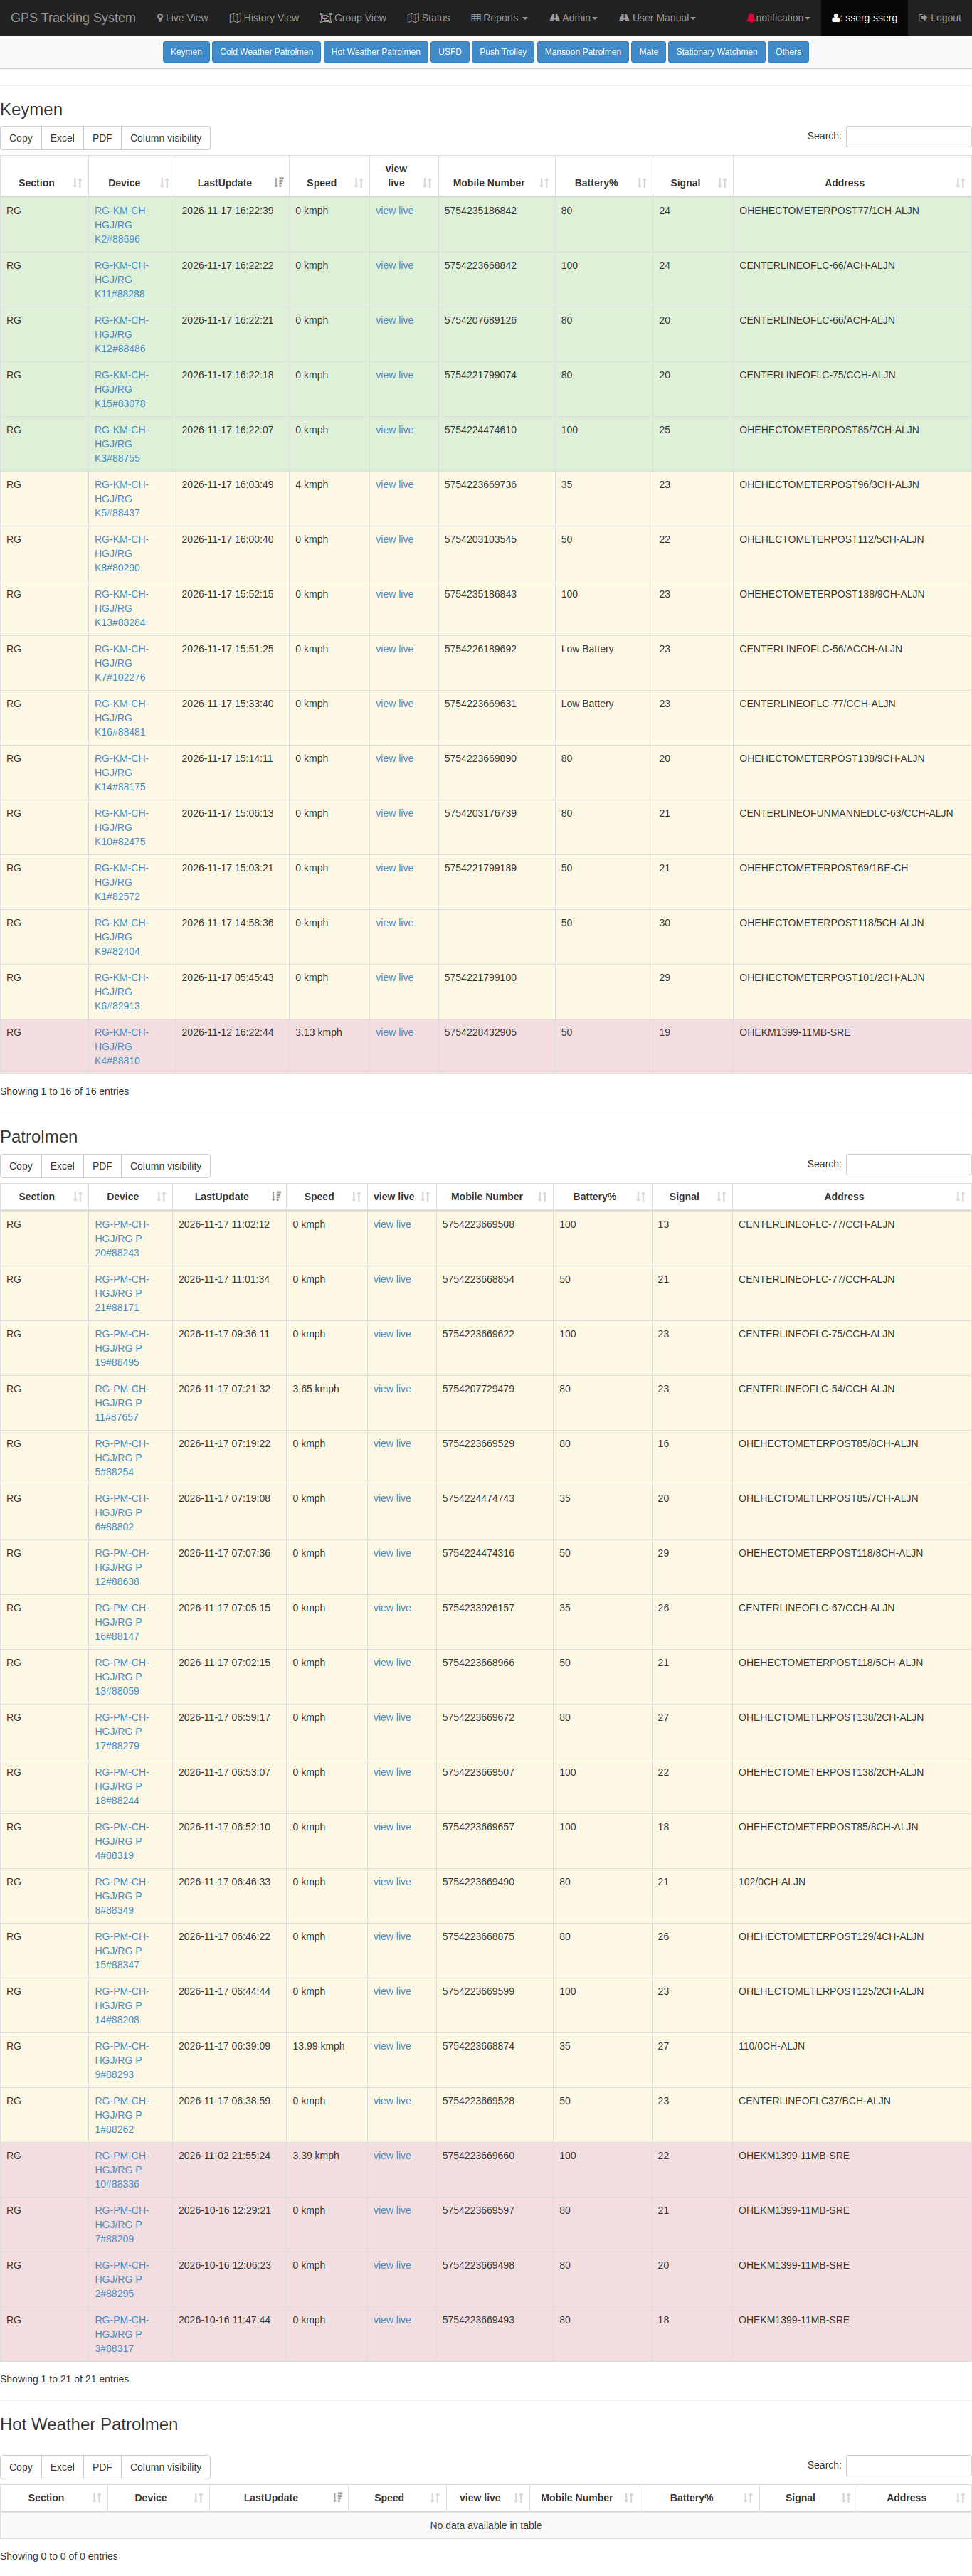 GPS Tracking System Live View History View Group View Status Reports Admin User Manual notification : sserg-sserg Logout
Keymen Cold Weather Patrolmen Hot Weather Patrolmen USFD Push Trolley Mansoon Patrolmen Mate Stationary Watchmen Others
Keymen
Copy Excel PDF Column visibility Search:
Section Device LastUpdate Speed view live Mobile Number Battery% Signal Address
RG RG-KM-CH-HGJ/RG K2#88696 2026-11-17 16:22:39 0 kmph view live 5754235186842 80 24 OHEHECTOMETERPOST77/1CH-ALJN
RG RG-KM-CH-HGJ/RG K11#88288 2026-11-17 16:22:22 0 kmph view live 5754223668842 100 24 CENTERLINEOFLC-66/ACH-ALJN
RG RG-KM-CH-HGJ/RG K12#88486 2026-11-17 16:22:21 0 kmph view live 5754207689126 80 20 CENTERLINEOFLC-66/ACH-ALJN
RG RG-KM-CH-HGJ/RG K15#83078 2026-11-17 16:22:18 0 kmph view live 5754221799074 80 20 CENTERLINEOFLC-75/CCH-ALJN
RG RG-KM-CH-HGJ/RG K3#88755 2026-11-17 16:22:07 0 kmph view live 5754224474610 100 25 OHEHECTOMETERPOST85/7CH-ALJN
RG RG-KM-CH-HGJ/RG K5#88437 2026-11-17 16:03:49 4 kmph view live 5754223669736 35 23 OHEHECTOMETERPOST96/3CH-ALJN
RG RG-KM-CH-HGJ/RG K8#80290 2026-11-17 16:00:40 0 kmph view live 5754203103545 50 22 OHEHECTOMETERPOST112/5CH-ALJN
RG RG-KM-CH-HGJ/RG K13#88284 2026-11-17 15:52:15 0 kmph view live 5754235186843 100 23 OHEHECTOMETERPOST138/9CH-ALJN
RG RG-KM-CH-HGJ/RG K7#102276 2026-11-17 15:51:25 0 kmph view live 5754226189692 Low Battery 23 CENTERLINEOFLC-56/ACCH-ALJN
RG RG-KM-CH-HGJ/RG K16#88481 2026-11-17 15:33:40 0 kmph view live 5754223669631 Low Battery 23 CENTERLINEOFLC-77/CCH-ALJN
RG RG-KM-CH-HGJ/RG K14#88175 2026-11-17 15:14:11 0 kmph view live 5754223669890 80 20 OHEHECTOMETERPOST138/9CH-ALJN
RG RG-KM-CH-HGJ/RG K10#82475 2026-11-17 15:06:13 0 kmph view live 5754203176739 80 21 CENTERLINEOFUNMANNEDLC-63/CCH-ALJN
RG RG-KM-CH-HGJ/RG K1#82572 2026-11-17 15:03:21 0 kmph view live 5754221799189 50 21 OHEHECTOMETERPOST69/1BE-CH
RG RG-KM-CH-HGJ/RG K9#82404 2026-11-17 14:58:36 0 kmph view live 50 30 OHEHECTOMETERPOST118/5CH-ALJN
RG RG-KM-CH-HGJ/RG K6#82913 2026-11-17 05:45:43 0 kmph view live 5754221799100 29 OHEHECTOMETERPOST101/2CH-ALJN
RG RG-KM-CH-HGJ/RG K4#88810 2026-11-12 16:22:44 3.13 kmph view live 5754228432905 50 19 OHEKM1399-11MB-SRE
Showing 1 to 16 of 16 entries
Patrolmen
Copy Excel PDF Column visibility Search:
Section Device LastUpdate Speed view live Mobile Number Battery% Signal Address
RG RG-PM-CH-HGJ/RG P 20#88243 2026-11-17 11:02:12 0 kmph view live 5754223669508 100 13 CENTERLINEOFLC-77/CCH-ALJN
RG RG-PM-CH-HGJ/RG P 21#88171 2026-11-17 11:01:34 0 kmph view live 5754223668854 50 21 CENTERLINEOFLC-77/CCH-ALJN
RG RG-PM-CH-HGJ/RG P 19#88495 2026-11-17 09:36:11 0 kmph view live 5754223669622 100 23 CENTERLINEOFLC-75/CCH-ALJN
RG RG-PM-CH-HGJ/RG P 11#87657 2026-11-17 07:21:32 3.65 kmph view live 5754207729479 80 23 CENTERLINEOFLC-54/CCH-ALJN
RG RG-PM-CH-HGJ/RG P 5#88254 2026-11-17 07:19:22 0 kmph view live 5754223669529 80 16 OHEHECTOMETERPOST85/8CH-ALJN
RG RG-PM-CH-HGJ/RG P 6#88802 2026-11-17 07:19:08 0 kmph view live 5754224474743 35 20 OHEHECTOMETERPOST85/7CH-ALJN
RG RG-PM-CH-HGJ/RG P 12#88638 2026-11-17 07:07:36 0 kmph view live 5754224474316 50 29 OHEHECTOMETERPOST118/8CH-ALJN
RG RG-PM-CH-HGJ/RG P 16#88147 2026-11-17 07:05:15 0 kmph view live 5754233926157 35 26 CENTERLINEOFLC-67/CCH-ALJN
RG RG-PM-CH-HGJ/RG P 13#88059 2026-11-17 07:02:15 0 kmph view live 5754223668966 50 21 OHEHECTOMETERPOST118/5CH-ALJN
RG RG-PM-CH-HGJ/RG P 17#88279 2026-11-17 06:59:17 0 kmph view live 5754223669672 80 27 OHEHECTOMETERPOST138/2CH-ALJN
RG RG-PM-CH-HGJ/RG P 18#88244 2026-11-17 06:53:07 0 kmph view live 5754223669507 100 22 OHEHECTOMETERPOST138/2CH-ALJN
RG RG-PM-CH-HGJ/RG P 4#88319 2026-11-17 06:52:10 0 kmph view live 5754223669657 100 18 OHEHECTOMETERPOST85/8CH-ALJN
RG RG-PM-CH-HGJ/RG P 8#88349 2026-11-17 06:46:33 0 kmph view live 5754223669490 80 21 102/0CH-ALJN
RG RG-PM-CH-HGJ/RG P 15#88347 2026-11-17 06:46:22 0 kmph view live 5754223668875 80 26 OHEHECTOMETERPOST129/4CH-ALJN
RG RG-PM-CH-HGJ/RG P 14#88208 2026-11-17 06:44:44 0 kmph view live 5754223669599 100 23 OHEHECTOMETERPOST125/2CH-ALJN
RG RG-PM-CH-HGJ/RG P 9#88293 2026-11-17 06:39:09 13.99 kmph view live 5754223668874 35 27 110/0CH-ALJN
RG RG-PM-CH-HGJ/RG P 1#88262 2026-11-17 06:38:59 0 kmph view live 5754223669528 50 23 CENTERLINEOFLC37/BCH-ALJN
RG RG-PM-CH-HGJ/RG P 10#88336 2026-11-02 21:55:24 3.39 kmph view live 5754223669660 100 22 OHEKM1399-11MB-SRE
RG RG-PM-CH-HGJ/RG P 7#88209 2026-10-16 12:29:21 0 kmph view live 5754223669597 80 21 OHEKM1399-11MB-SRE
RG RG-PM-CH-HGJ/RG P 2#88295 2026-10-16 12:06:23 0 kmph view live 5754223669498 80 20 OHEKM1399-11MB-SRE
RG RG-PM-CH-HGJ/RG P 3#88317 2026-10-16 11:47:44 0 kmph view live 5754223669493 80 18 OHEKM1399-11MB-SRE
Showing 1 to 21 of 21 entries
Hot Weather Patrolmen
Copy Excel PDF Column visibility Search:
Section Device LastUpdate Speed view live Mobile Number Battery% Signal Address
No data available in table
Showing 0 to 0 of 0 entries